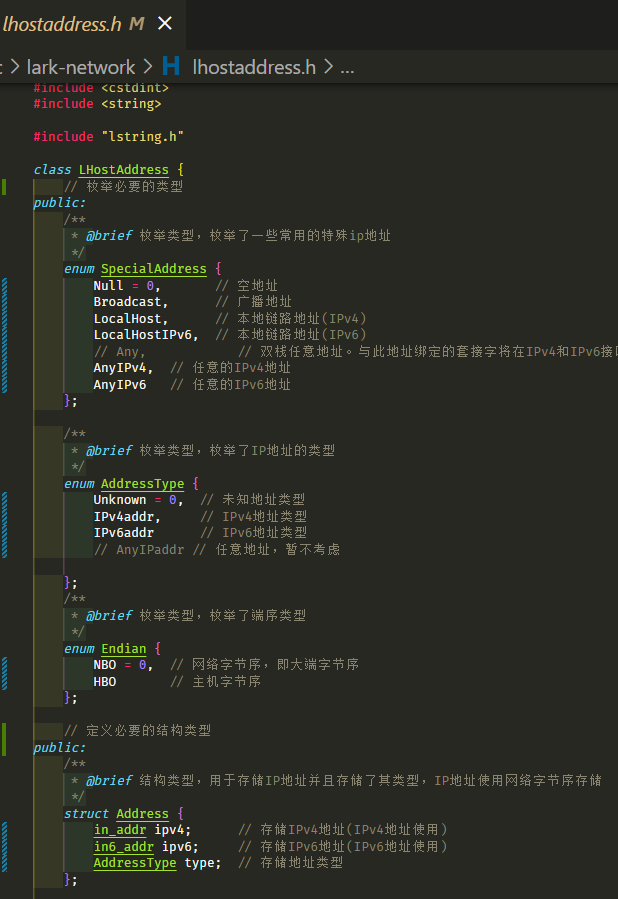 lhostaddress.h M ×
: > lark-network > H lhostaddress.h > ...
#include <cstdint>
#include <string>
#include "lstring.h"
class LHostAddress {
// 枚举必要的类型
public:
/**
* @brief 枚举类型，枚举了一些常用的特殊ip地址
*/
enum SpecialAddress {
Null = 0, // 空地址
Broadcast, // 广播地址
LocalHost, // 本地链路地址(IPv4)
LocalHostIPv6, // 本地链路地址(IPv6)
// Any, // 双栈任意地址。与此地址绑定的套接字将在IPv4和IPv6接
AnyIPv4, // 任意的IPv4地址
AnyIPv6 // 任意的IPv6地址
};
/**
* @brief 枚举类型，枚举了IP地址的类型
*/
enum AddressType {
Unknown = 0, // 未知地址类型
IPv4addr, // IPv4地址类型
IPv6addr // IPv6地址类型
// AnyIPaddr // 任意地址，暂不考虑
};
/**
* @brief 枚举类型，枚举了端序类型
*/
enum Endian {
NBO = 0, // 网络字节序，即大端字节序
HBO // 主机字节序
};
// 定义必要的结构类型
public:
/**
* @brief 结构类型，用于存储IP地址并且存储了其类型，IP地址使用网络字节序存储
*/
struct Address {
in_addr ipv4; // 存储IPv4地址(IPv4地址使用)
in6_addr ipv6; // 存储IPv6地址(IPv6地址使用)
AddressType type; // 存储地址类型
};